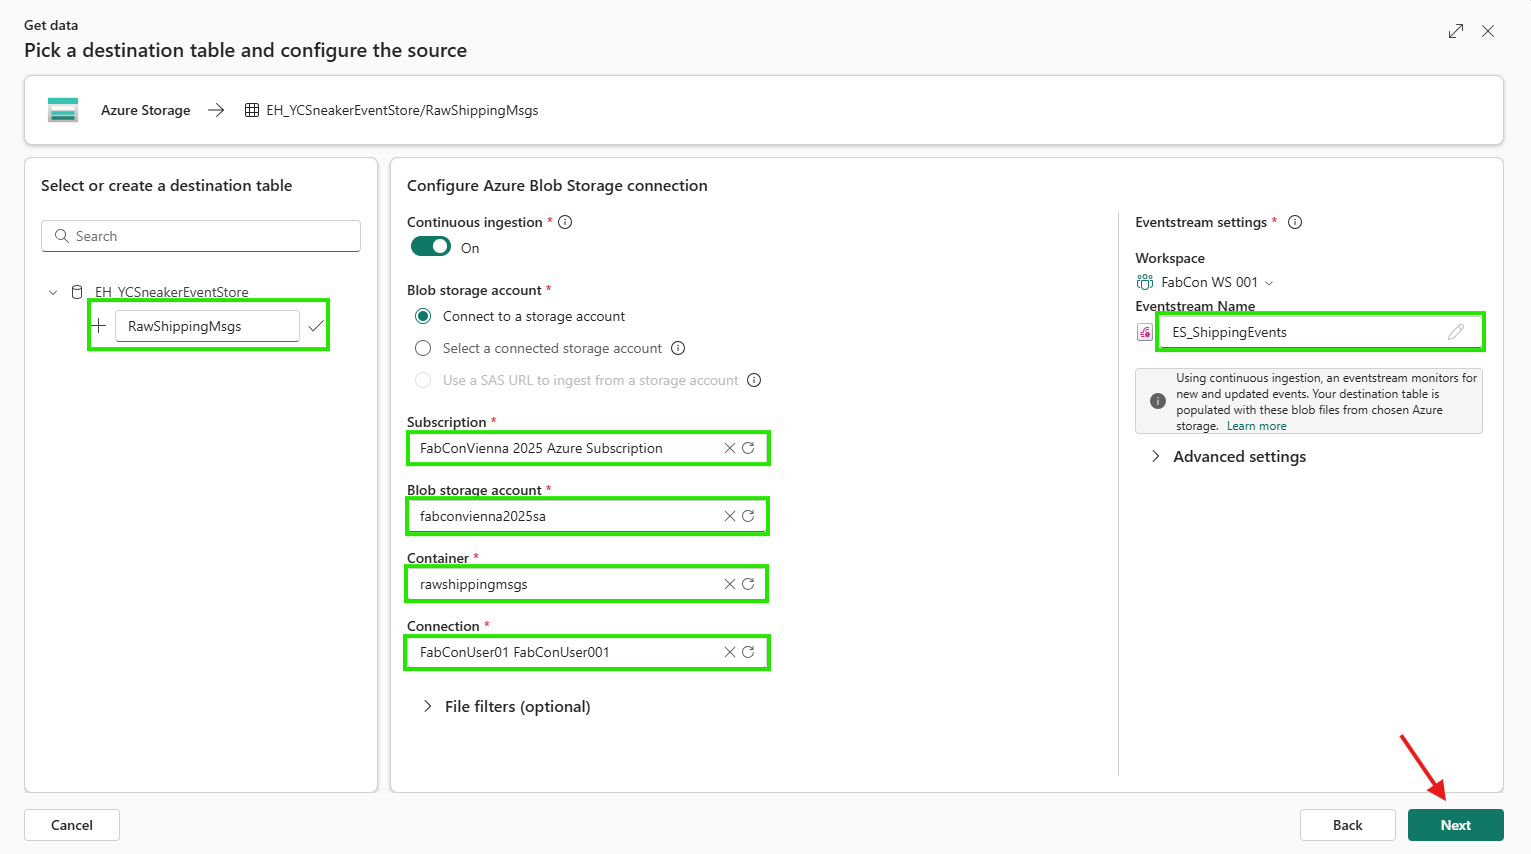 Get data
Pick a destination table and configure the source
Azure Storage → EH_YCSneakerEventStore/RawShippingMsgs
Select or create a destination table
Search
EH_YCSneakerEventStore
RawShippingMsgs
Configure Azure Blob Storage connection
Continuous ingestion *
On
Blob storage account *
Connect to a storage account
Select a connected storage account
Use a SAS URL to ingest from a storage account
Subscription *
FabConVienna 2025 Azure Subscription
Blob storage account *
fabconvienna2025sa
Container *
rawshippingmsgs
Connection *
FabConUser01 FabConUser001
File filters (optional)
Eventstream settings *
Workspace
FabCon WS 001
Eventstream Name
ES_ShippingEvents
Using continuous ingestion, an eventstream monitors for
new and updated events. Your destination table is
populated with these blob files from chosen Azure
storage. Learn more
Advanced settings
Cancel
Back
Next